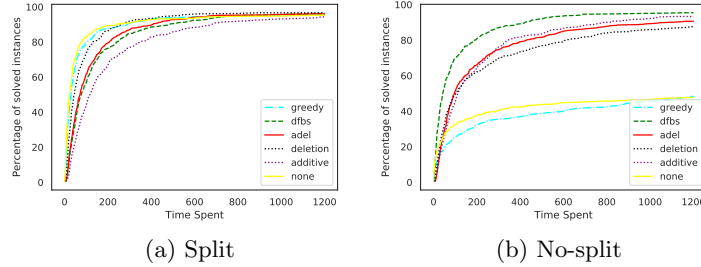 100
80
60
40
20
0
Percentage of solved instances
greedy
dfbs
adel
deletion
additive
none
0 200 400 600 800 1000 1200
Time Spent
(a) Split
100
80
60
40
20
0
Percentage of solved instances
greedy
dfbs
adel
deletion
additive
none
0 200 400 600 800 1000 1200
Time Spent
(b) No-split